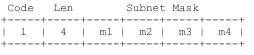 Code   Len        Subnet Mask
+-----+-----+-----+-----+-----+-----+
|  1  |  4  |  m1 |  m2 |  m3 |  m4 |
+-----+-----+-----+-----+-----+-----+